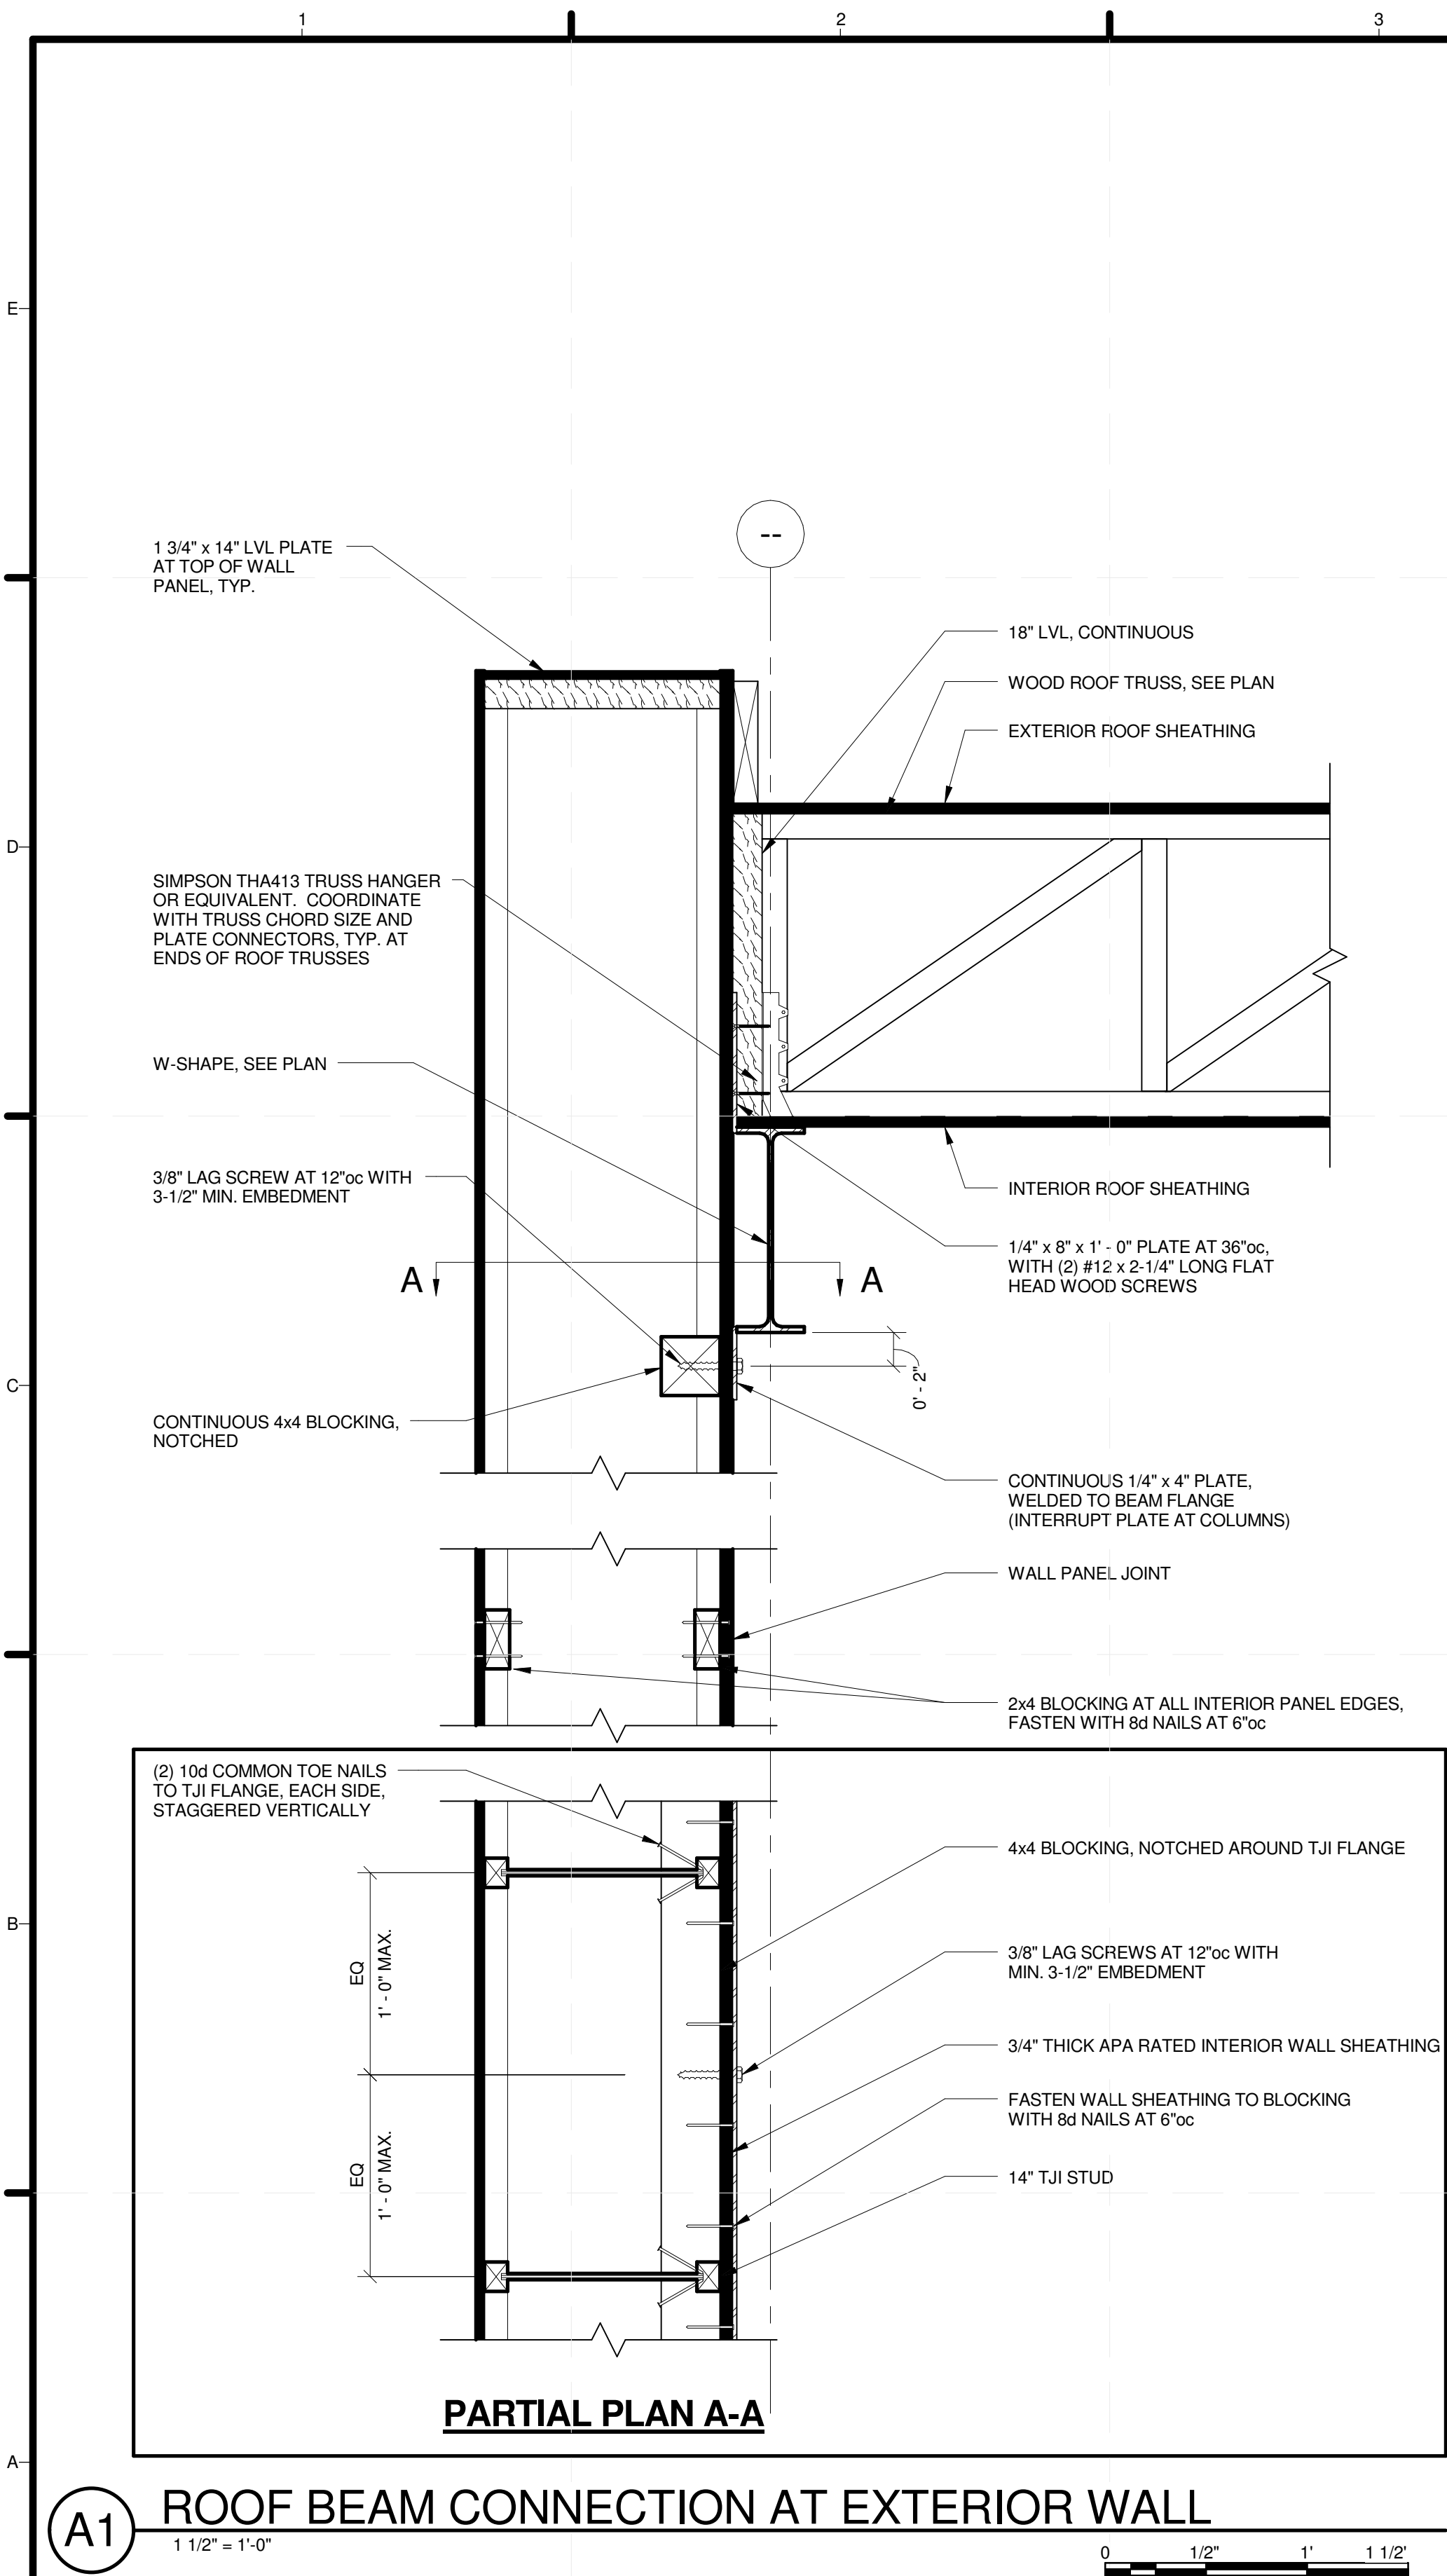 1 2 3
E
D
C
B
A
--
1 3/4" x 14" LVL PLATE
AT TOP OF WALL
PANEL, TYP.
18" LVL, CONTINUOUS
WOOD ROOF TRUSS, SEE PLAN
EXTERIOR ROOF SHEATHING
SIMPSON THA413 TRUSS HANGER
OR EQUIVALENT. COORDINATE
WITH TRUSS CHORD SIZE AND
PLATE CONNECTORS, TYP. AT
ENDS OF ROOF TRUSSES
W-SHAPE, SEE PLAN
3/8" LAG SCREW AT 12"oc WITH
3-1/2" MIN. EMBEDMENT
INTERIOR ROOF SHEATHING
1/4" x 8" x 1' - 0" PLATE AT 36"oc,
WITH (2) #12 x 2-1/4" LONG FLAT
HEAD WOOD SCREWS
A A
0' - 2"
CONTINUOUS 4x4 BLOCKING,
NOTCHED
CONTINUOUS 1/4" x 4" PLATE,
WELDED TO BEAM FLANGE
(INTERRUPT PLATE AT COLUMNS)
WALL PANEL JOINT
2x4 BLOCKING AT ALL INTERIOR PANEL EDGES,
FASTEN WITH 8d NAILS AT 6"oc
(2) 10d COMMON TOE NAILS
TO TJI FLANGE, EACH SIDE,
STAGGERED VERTICALLY
4x4 BLOCKING, NOTCHED AROUND TJI FLANGE
EQ
1' - 0" MAX.
3/8" LAG SCREWS AT 12"oc WITH
MIN. 3-1/2" EMBEDMENT
3/4" THICK APA RATED INTERIOR WALL SHEATHING
FASTEN WALL SHEATHING TO BLOCKING
WITH 8d NAILS AT 6"oc
EQ
1' - 0" MAX.
14" TJI STUD
PARTIAL PLAN A-A
A1
ROOF BEAM CONNECTION AT EXTERIOR WALL
1 1/2" = 1'-0"
0 1/2" 1' 1 1/2'